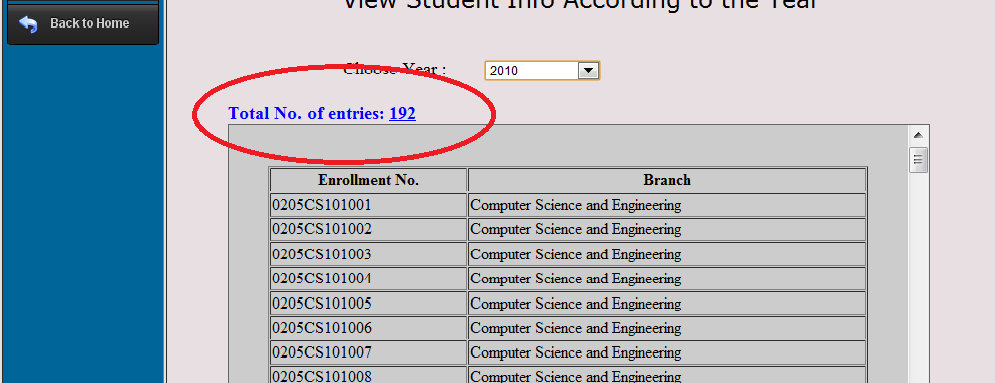 View Student Info According to the Year
Back to Home
Choose Year :
2010
Total No. of entries: 192
Enrollment No. Branch
0205CS101001 Computer Science and Engineering
0205CS101002 Computer Science and Engineering
0205CS101003 Computer Science and Engineering
0205CS101004 Computer Science and Engineering
0205CS101005 Computer Science and Engineering
0205CS101006 Computer Science and Engineering
0205CS101007 Computer Science and Engineering
0205CS101008 Computer Science and Engineering